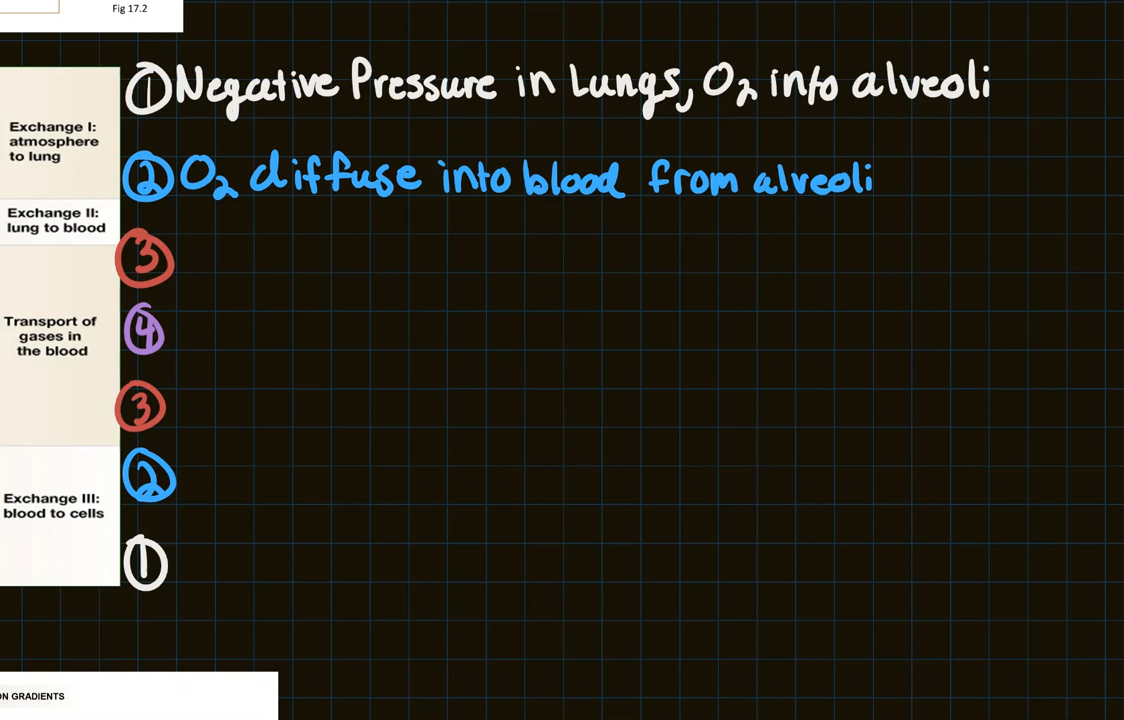 Fig 17.2
① Negative Pressure in Lungs, O₂ into alveoli
Exchange I:
atmosphere
to lung
② O₂ diffuse into blood from alveoli
Exchange II:
lung to blood
③
Transport of
gases in
the blood
④
③
②
Exchange III:
blood to cells
①
ON GRADIENTS